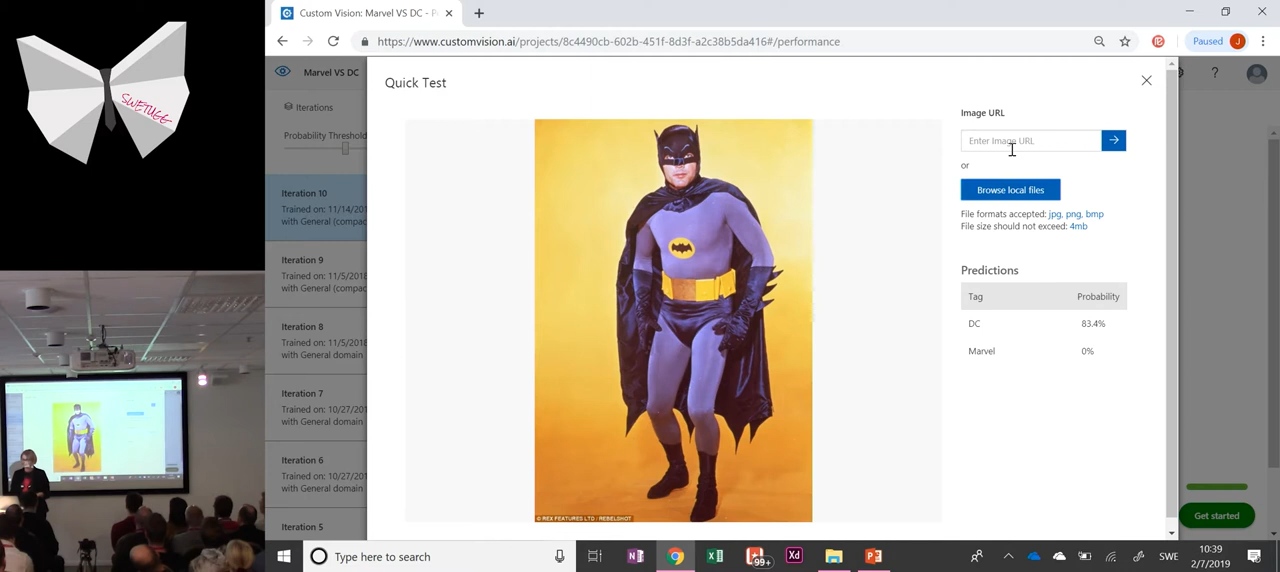 SWETUGG
Custom Vision: Marvel VS DC - P
Paused
J
https://www.customvision.ai/projects/8c4490cb-602b-451f-8d3f-a2c38b5da416#/performance
Marvel VS DC
?
Iterations
Probability Threshold
Iteration 10
Trained on: 11/14/201
with General (compac
Iteration 9
Trained on: 11/5/2018
with General (compac
Iteration 8
Trained on: 11/5/2018
with General domain
Iteration 7
Trained on: 10/27/201
with General domain
Iteration 6
Trained on: 10/27/201
with General domain
Iteration 5
Quick Test
© REX FEATURES LTD / REBELSHOT
Image URL
Enter Image URL
or
Browse local files
File formats accepted: jpg, png, bmp
File size should not exceed: 4mb
Predictions
Tag Probability
DC 83.4%
Marvel 0%
Get started
Type here to search
N
X
99+
Xd
P
SWE
10:39
2/7/2019